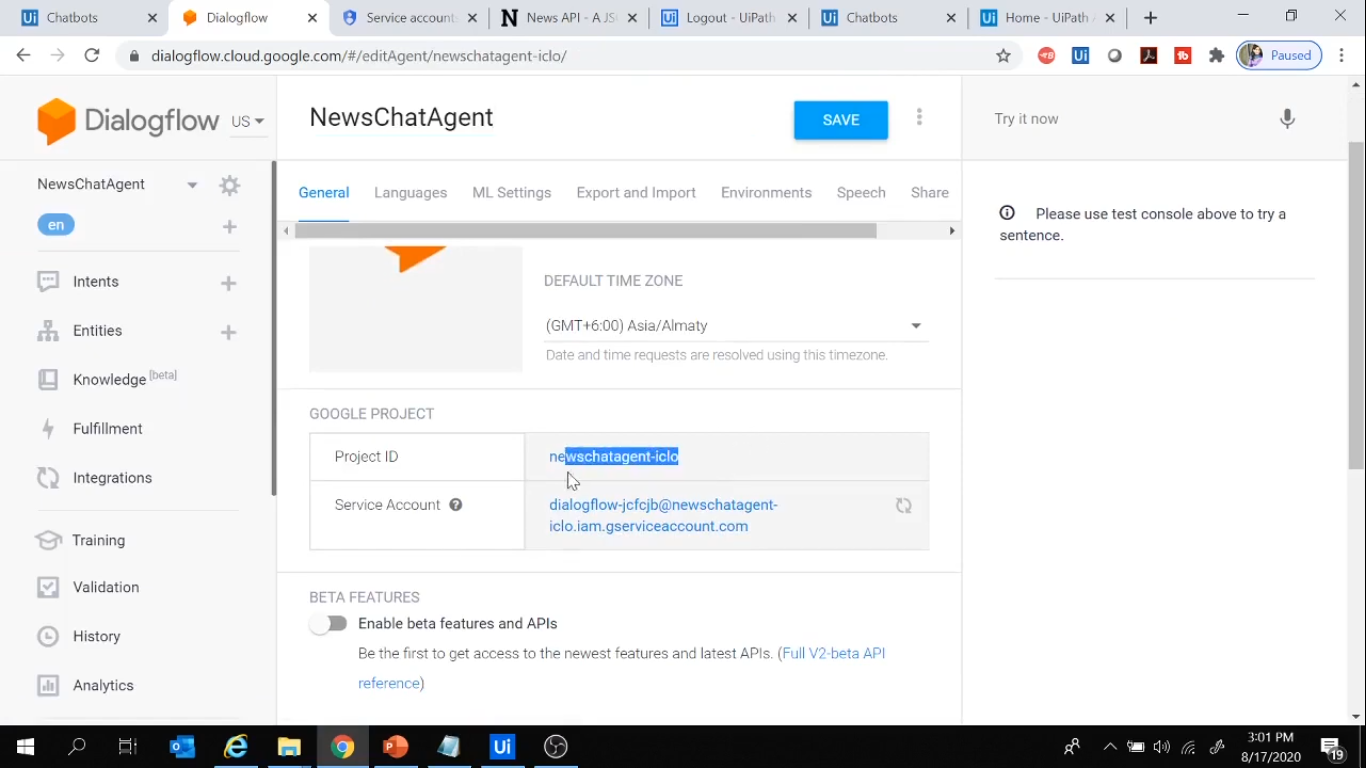 Chatbots
Dialogflow
Service account
News API - A JS
Logout - UiPath
Chatbots
Home - UiPath
dialogflow.cloud.google.com/#/editAgent/newschatagent-iclo/
Paused
Dialogflow
US
NewsChatAgent
SAVE
Try it now
NewsChatAgent
en
General
Languages
ML Settings
Export and Import
Environments
Speech
Share
Please use test console above to try a
sentence.
Intents
Entities
Knowledge [beta]
Fulfillment
Integrations
Training
Validation
History
Analytics
DEFAULT TIME ZONE
(GMT+6:00) Asia/Almaty
Date and time requests are resolved using this timezone.
GOOGLE PROJECT
Project ID
newschatagent-iclo
Service Account
dialogflow-jcfcjb@newschatagent-
iclo.iam.gserviceaccount.com
BETA FEATURES
Enable beta features and APIs
Be the first to get access to the newest features and latest APIs. (Full V2-beta API
reference)
3:01 PM
8/17/2020
19